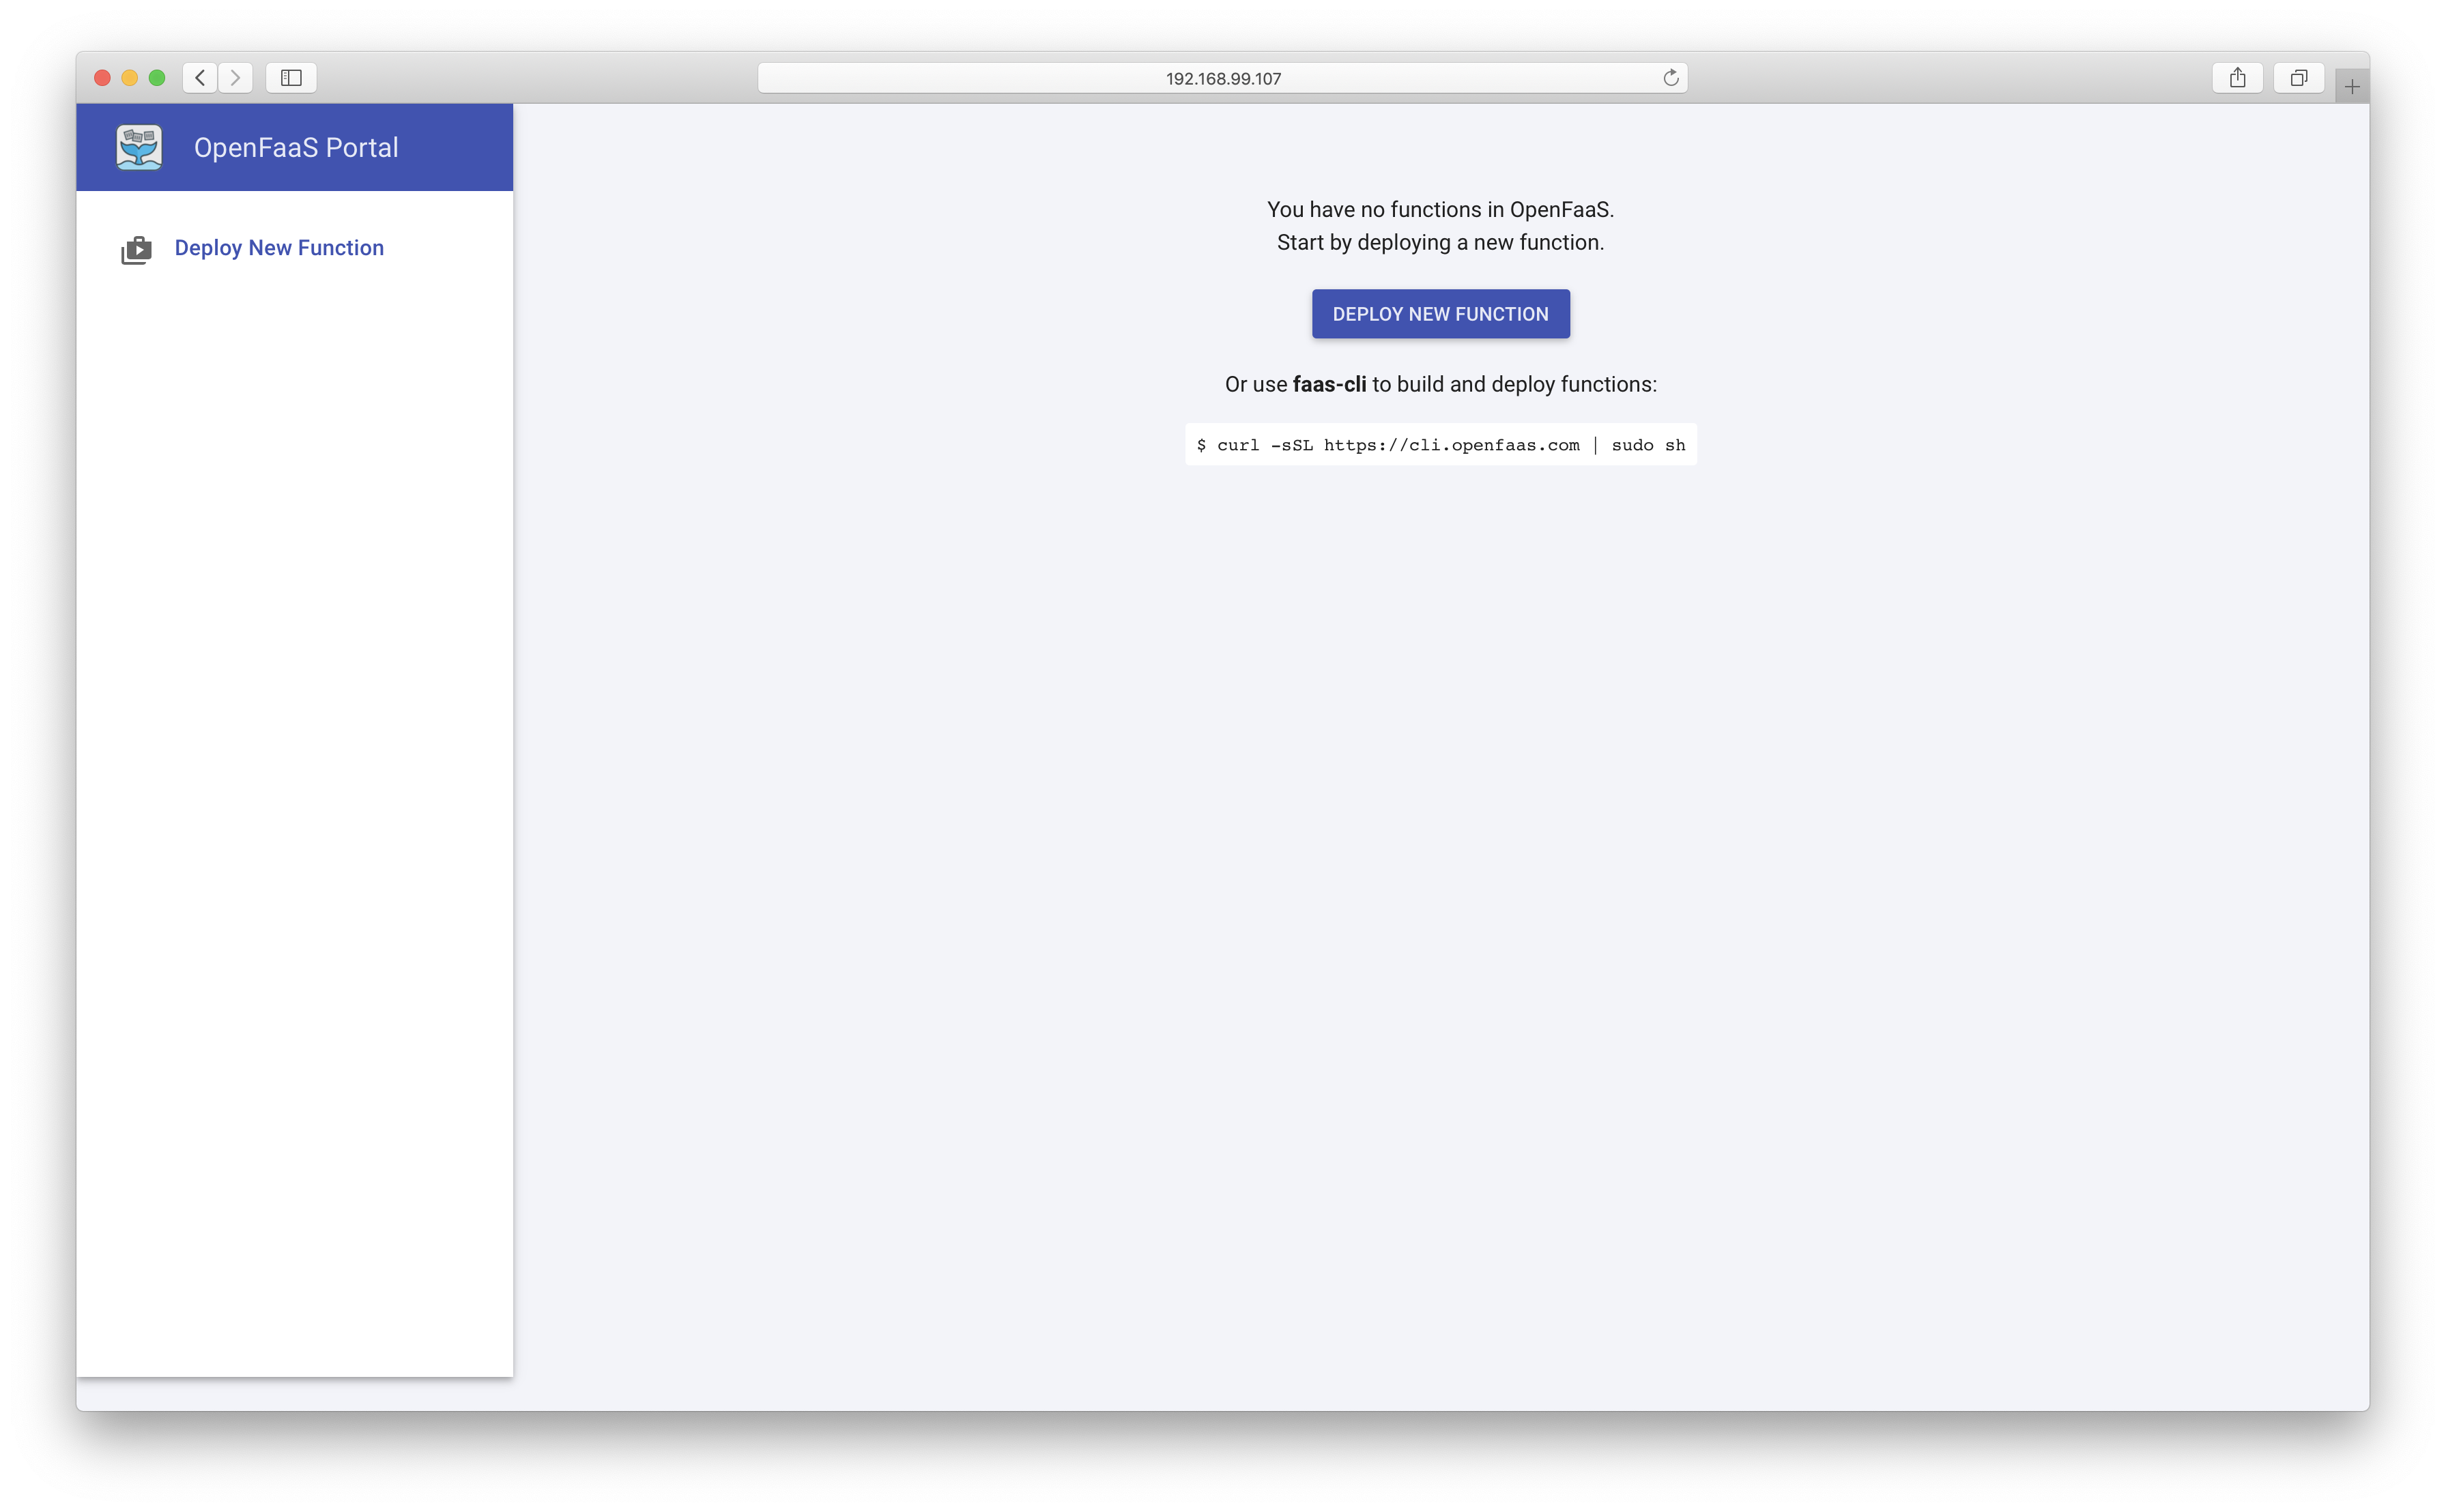 192.168.99.107
OpenFaaS Portal
Deploy New Function
You have no functions in OpenFaaS.
Start by deploying a new function.
DEPLOY NEW FUNCTION
Or use faas-cli to build and deploy functions:
$ curl -sSL https://cli.openfaas.com | sudo sh